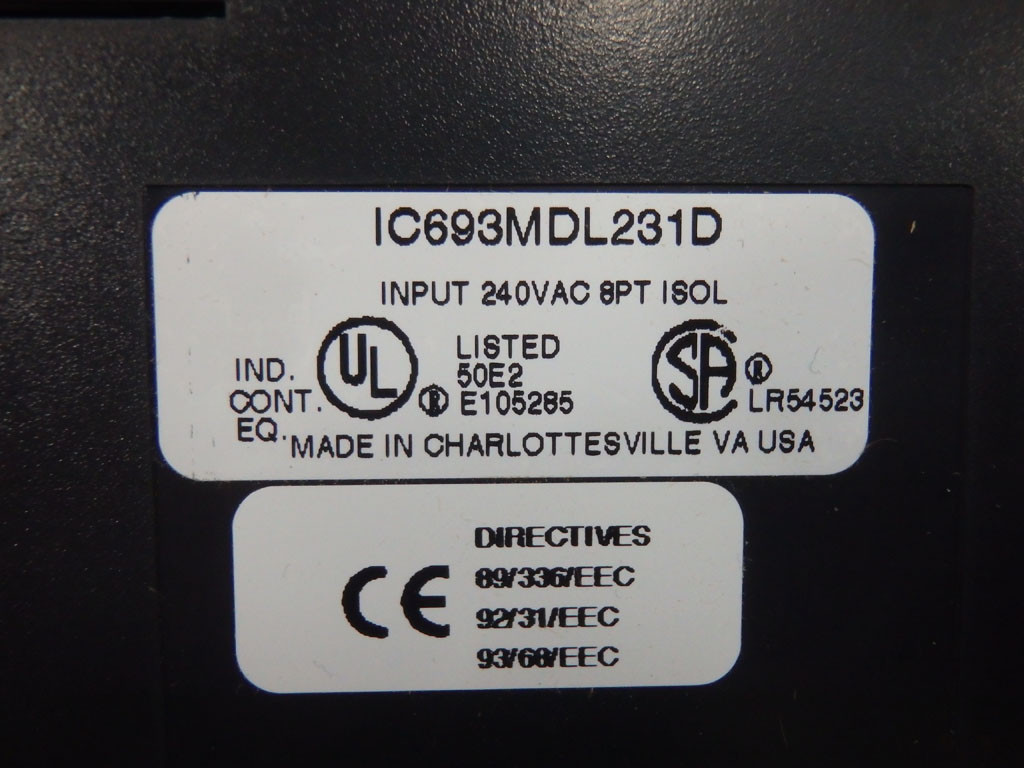 IC693MDL231D
INPUT 240VAC 8PT ISOL
IND.
CONT.
EQ.
UL
®
LISTED
50E2
E105285
SA
®
LR54523
MADE IN CHARLOTTESVILLE VA USA
CE
DIRECTIVES
89/336/EEC
92/31/EEC
93/68/EEC